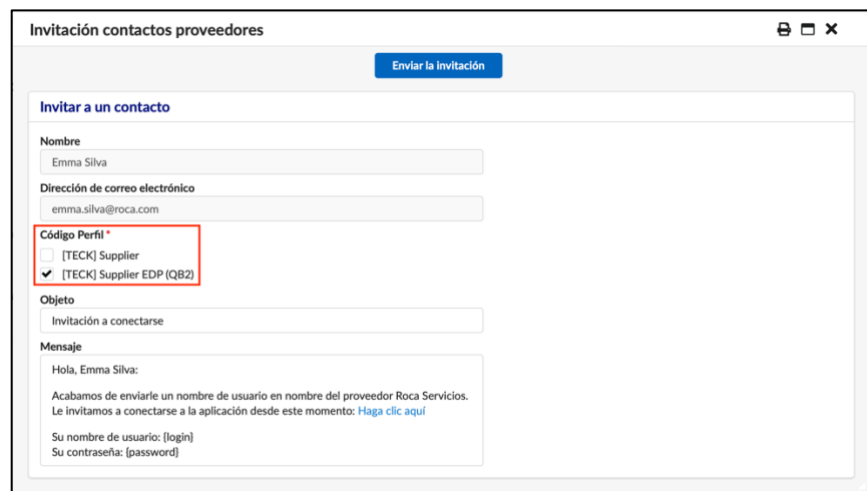 Invitación contactos proveedores
Enviar la invitación
Invitar a un contacto
Nombre
Emma Silva
Dirección de correo electrónico
emma.silva@roca.com
Código Perfil *
[TECK] Supplier
[TECK] Supplier EDP (QB2)
Objeto
Invitación a conectarse
Mensaje
Hola, Emma Silva:
Acabamos de enviarle un nombre de usuario en nombre del proveedor Roca Servicios.
Le invitamos a conectarse a la aplicación desde este momento: Haga clic aquí
Su nombre de usuario: {login}
Su contraseña: {password}